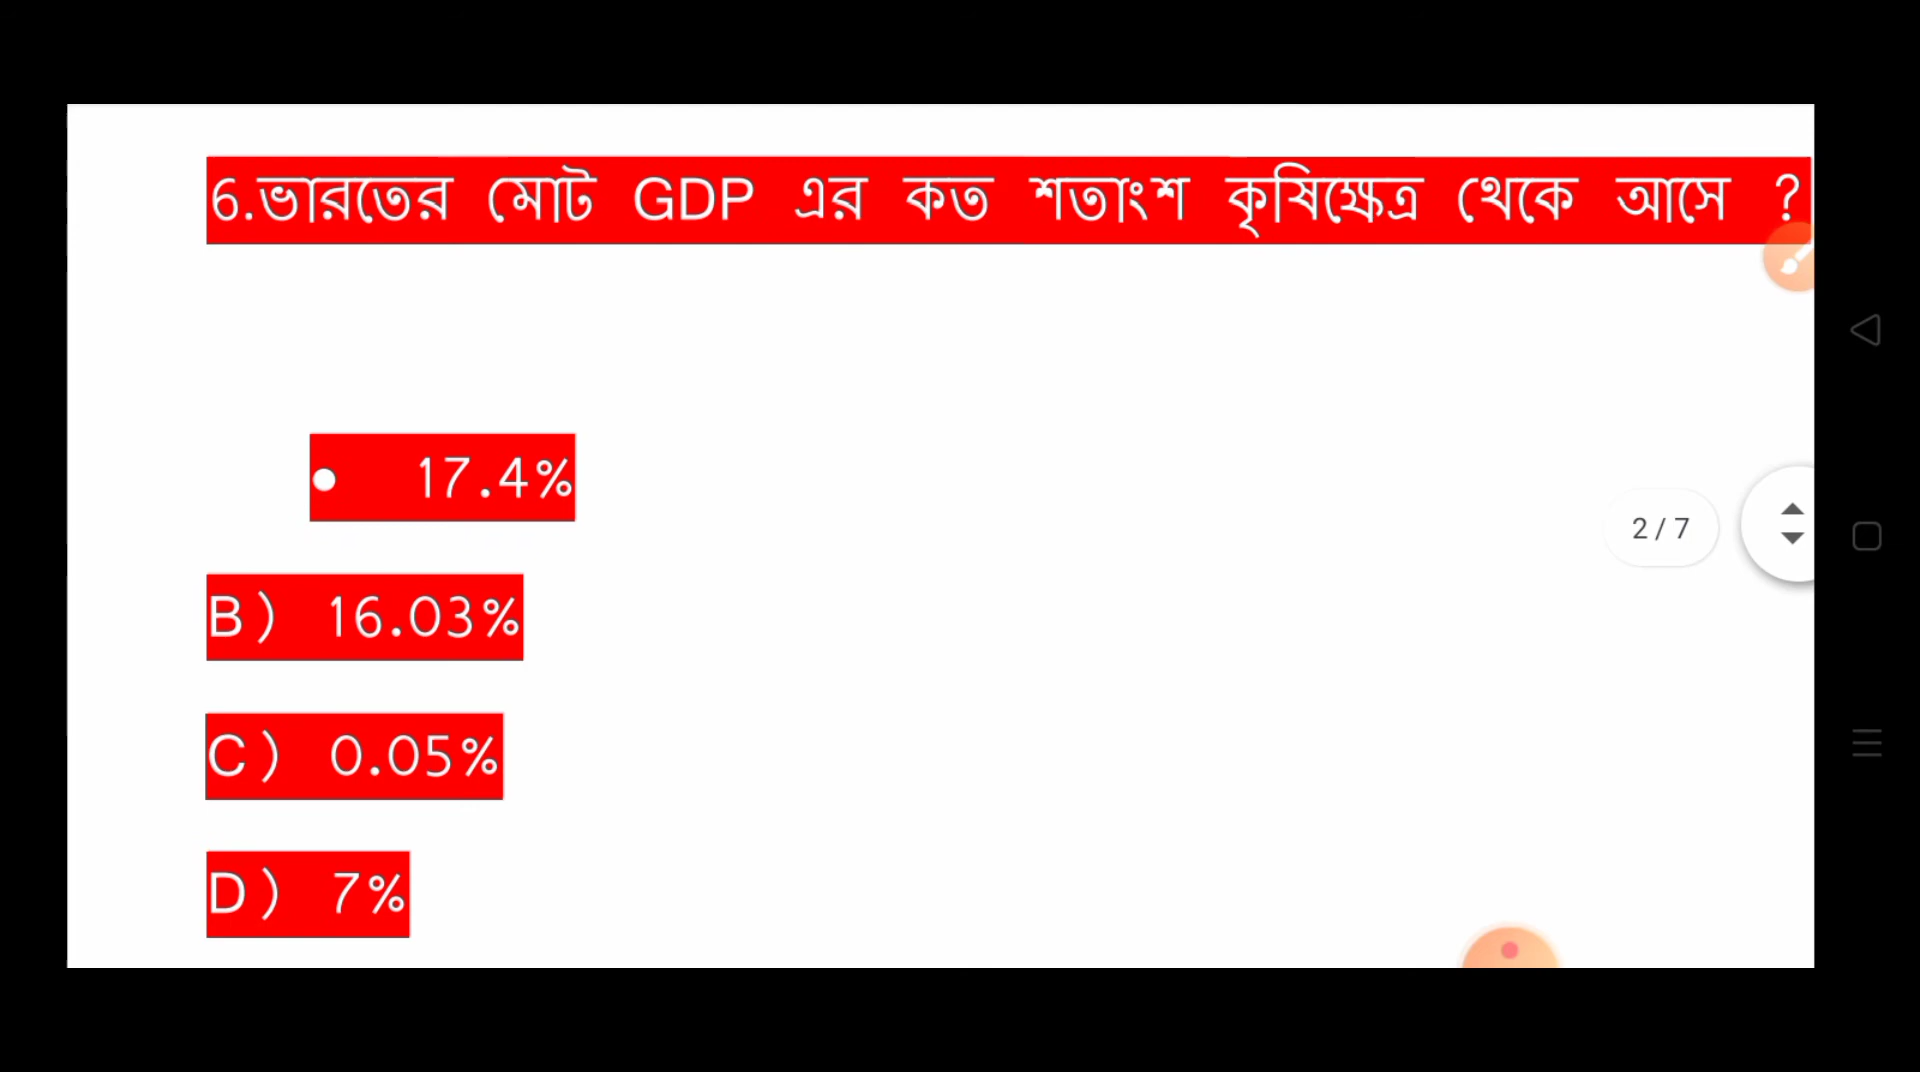 6.ভারতের মোট GDP এর কত শতাংশ কৃষিক্ষেত্র থেকে আসে ?
• 17.4%
2 / 7
B) 16.03%
C) 0.05%
D) 7%